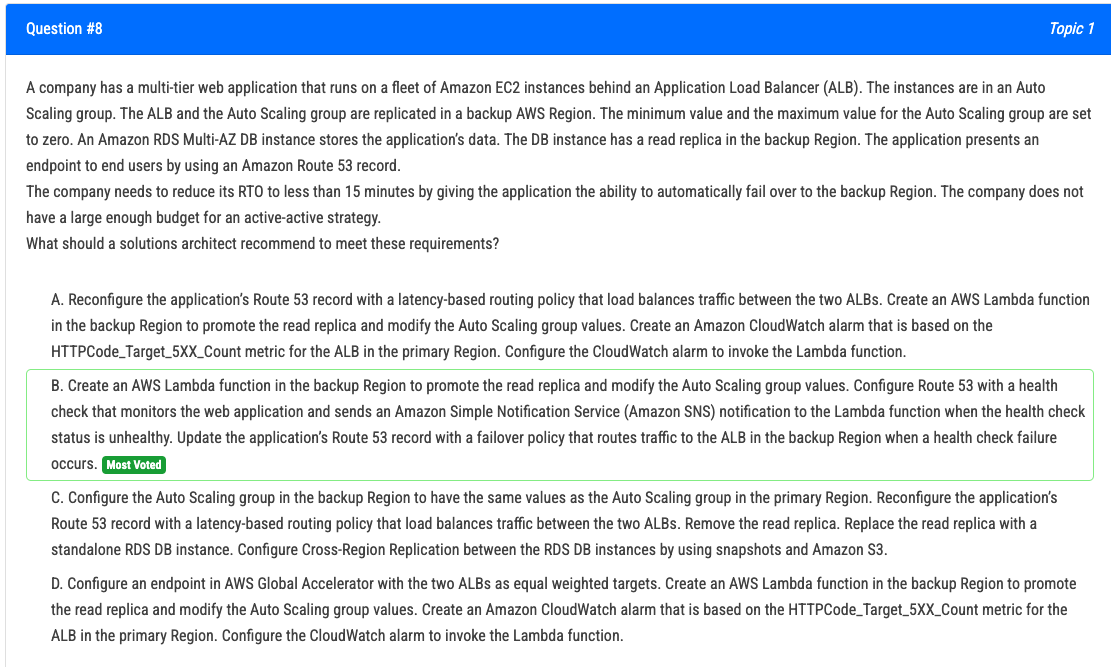 Question #8
Topic 1
A company has a multi-tier web application that runs on a fleet of Amazon EC2 instances behind an Application Load Balancer (ALB). The instances are in an Auto
Scaling group. The ALB and the Auto Scaling group are replicated in a backup AWS Region. The minimum value and the maximum value for the Auto Scaling group are set
to zero. An Amazon RDS Multi-AZ DB instance stores the application's data. The DB instance has a read replica in the backup Region. The application presents an
endpoint to end users by using an Amazon Route 53 record.
The company needs to reduce its RTO to less than 15 minutes by giving the application the ability to automatically fail over to the backup Region. The company does not
have a large enough budget for an active-active strategy.
What should a solutions architect recommend to meet these requirements?
A. Reconfigure the application's Route 53 record with a latency-based routing policy that load balances traffic between the two ALBs. Create an AWS Lambda function
in the backup Region to promote the read replica and modify the Auto Scaling group values. Create an Amazon CloudWatch alarm that is based on the
HTTPCode_Target_5XX_Count metric for the ALB in the primary Region. Configure the CloudWatch alarm to invoke the Lambda function.
B. Create an AWS Lambda function in the backup Region to promote the read replica and modify the Auto Scaling group values. Configure Route 53 with a health
check that monitors the web application and sends an Amazon Simple Notification Service (Amazon SNS) notification to the Lambda function when the health check
status is unhealthy. Update the application's Route 53 record with a failover policy that routes traffic to the ALB in the backup Region when a health check failure
occurs. Most Voted
C. Configure the Auto Scaling group in the backup Region to have the same values as the Auto Scaling group in the primary Region. Reconfigure the application's
Route 53 record with a latency-based routing policy that load balances traffic between the two ALBs. Remove the read replica. Replace the read replica with a
standalone RDS DB instance. Configure Cross-Region Replication between the RDS DB instances by using snapshots and Amazon S3.
D. Configure an endpoint in AWS Global Accelerator with the two ALBs as equal weighted targets. Create an AWS Lambda function in the backup Region to promote
the read replica and modify the Auto Scaling group values. Create an Amazon CloudWatch alarm that is based on the HTTPCode_Target_5XX_Count metric for the
ALB in the primary Region. Configure the CloudWatch alarm to invoke the Lambda function.